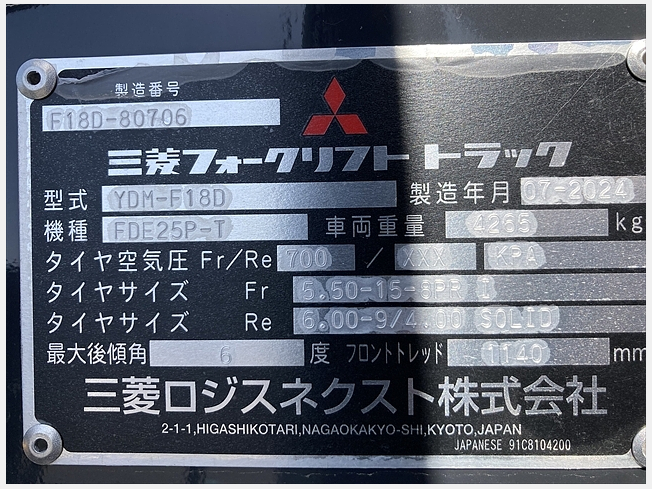 製造番号
F18D-80706
三菱フォークリフト トラック
型式 YDM-F18D 製造年月 07-2024
機種 FDE25P-T 車両重量 4265 kg
タイヤ空気圧 Fr/Re 700 / XXX KPA
タイヤサイズ Fr 5.50-15-8PR I
タイヤサイズ Re 6.00-9/4.00 SOLID
最大後傾角 6 度 フロントトレッド 1140 mm
三菱ロジスネクスト株式会社
2-1-1,HIGASHIKOTARI,NAGAOKAKYO-SHI,KYOTO,JAPAN
JAPANESE 91C8104200